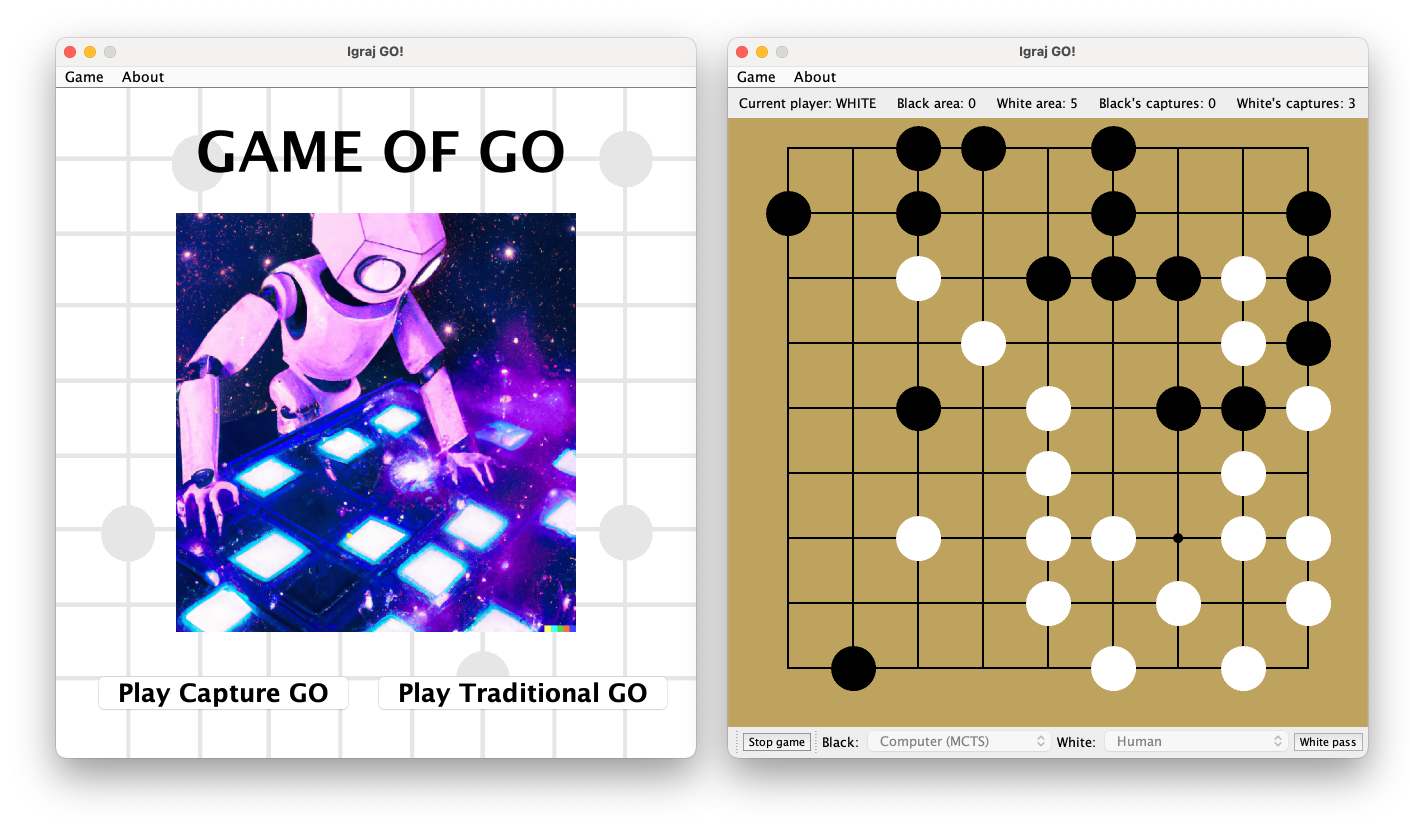 Igraj GO!
Game About
GAME OF GO
Play Capture GO Play Traditional GO
Igraj GO!
Game About
Current player: WHITE Black area: 0 White area: 5 Black's captures: 0 White's captures: 3
Stop game Black: Computer (MCTS) White: Human White pass